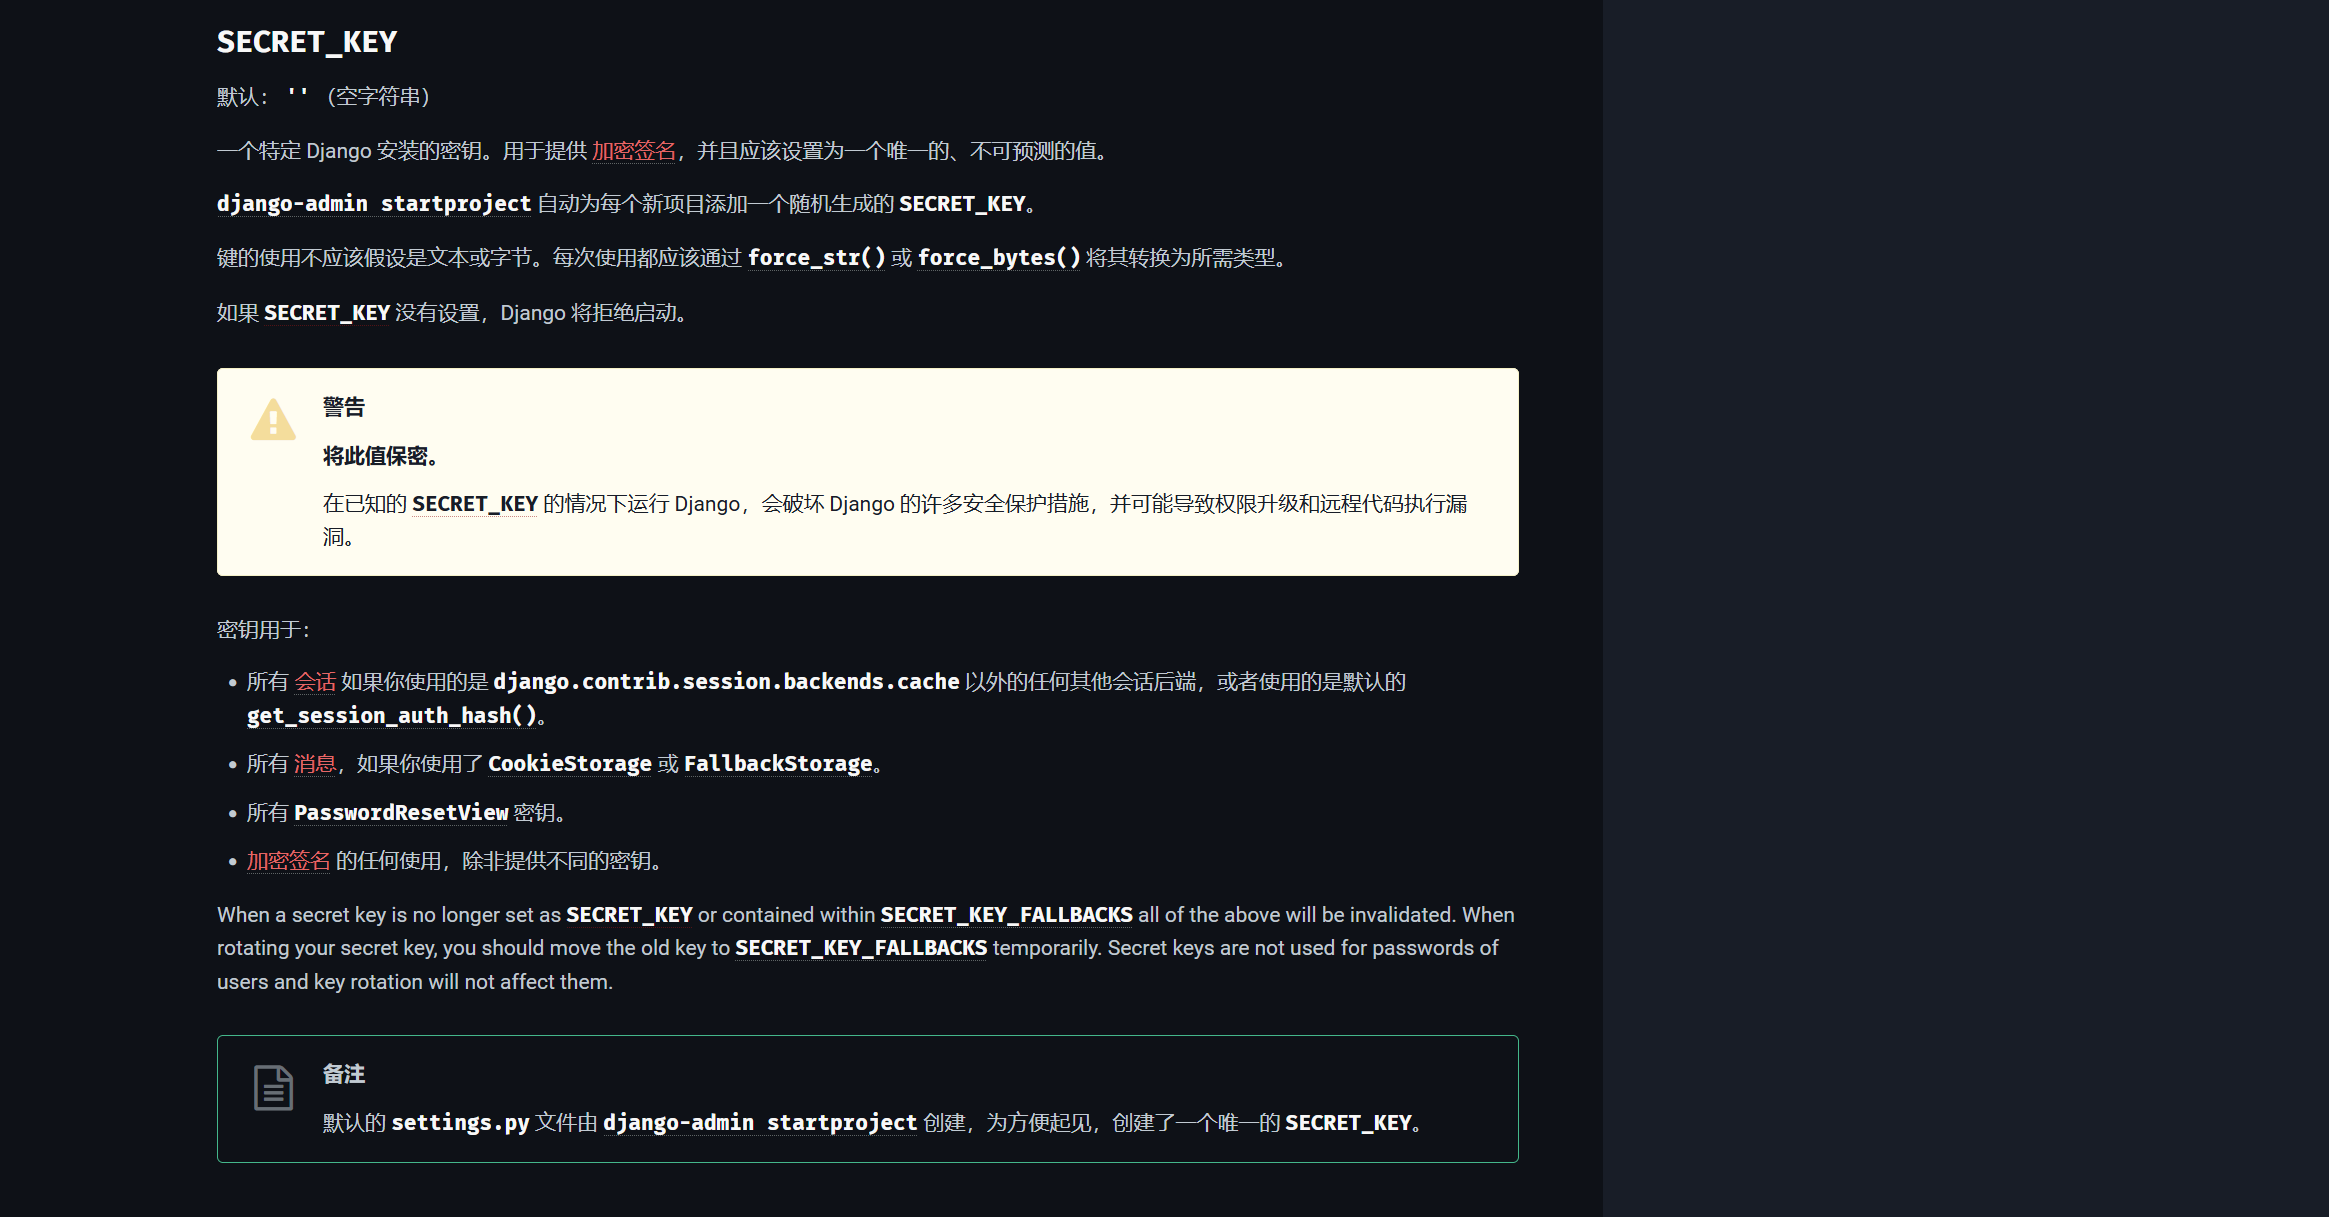 SECRET_KEY
默认： ''（空字符串）
一个特定 Django 安装的密钥。用于提供 加密签名，并且应该设置为一个唯一的、不可预测的值。
django-admin startproject 自动为每个新项目添加一个随机生成的 SECRET_KEY。
键的使用不应该假设是文本或字节。每次使用都应该通过 force_str() 或 force_bytes() 将其转换为所需类型。
如果 SECRET_KEY 没有设置，Django 将拒绝启动。
警告
将此值保密。
在已知的 SECRET_KEY 的情况下运行 Django，会破坏 Django 的许多安全保护措施，并可能导致权限升级和远程代码执行漏
洞。
密钥用于：
• 所有 会话 如果你使用的是 django.contrib.session.backends.cache 以外的任何其他会话后端，或者使用的是默认的
get_session_auth_hash()。
• 所有 消息，如果你使用了 CookieStorage 或 FallbackStorage。
• 所有 PasswordResetView 密钥。
• 加密签名 的任何使用，除非提供不同的密钥。
When a secret key is no longer set as SECRET_KEY or contained within SECRET_KEY_FALLBACKS all of the above will be invalidated. When
rotating your secret key, you should move the old key to SECRET_KEY_FALLBACKS temporarily. Secret keys are not used for passwords of
users and key rotation will not affect them.
备注
默认的 settings.py 文件由 django-admin startproject 创建，为方便起见，创建了一个唯一的 SECRET_KEY。